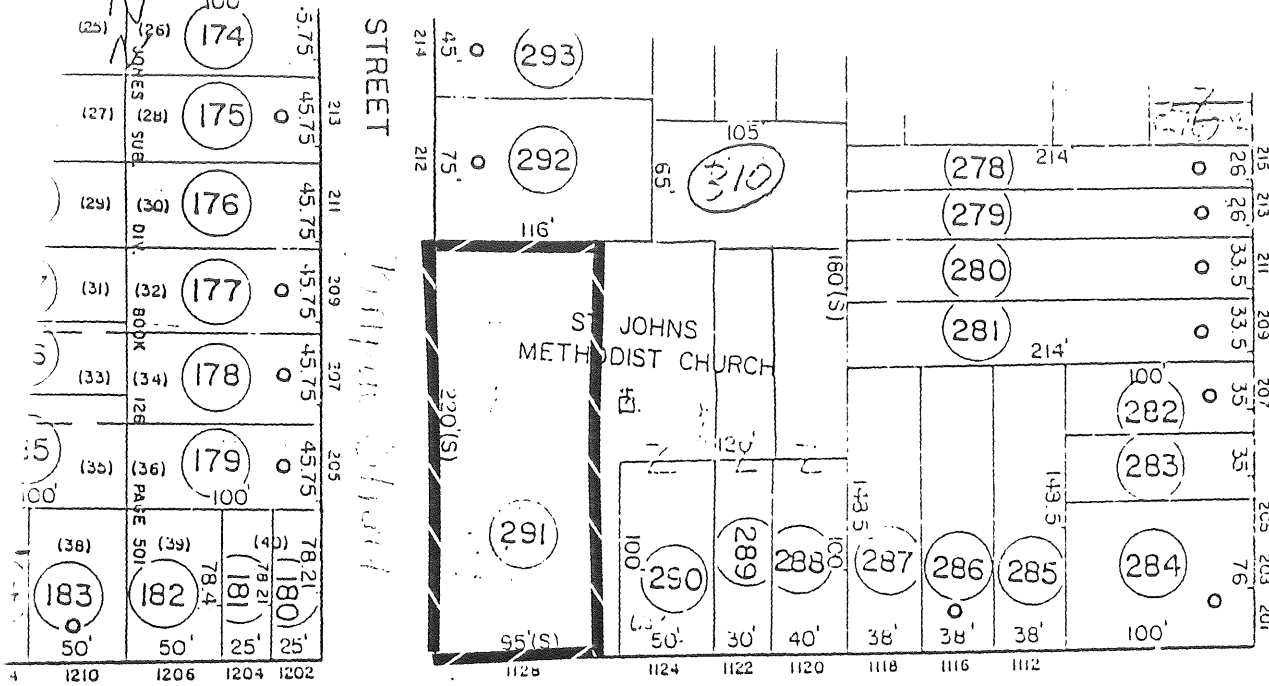 100'
(25) (26) 174 5.75'
(27) (28) 175 45.75' 213
(29) (30) 176 45.75' 211
(31) (32) 177 45.75 209
(33) (34) 178 45.75' 207
(35) (36) 179 45.75' 205
100' 100'
JONES SUB. DIV. BOOK 126 PAGE 501
(38) (39) (40) 78.21
183 182 78.4' 181 78.21 180
50' 50' 25' 25'
4 1210 1206 1204 1202
STREET
214 45' 293
212 75' 292
116'
65'
105'
310
180'(S)
ST JOHNS
METHODIST CHURCH
220'(S)
291
95'(S)
1128
120'
100 290 289 288 100
50' 30' 40'
1124 1122 1120
143.5 287 286 285 143.5'
38' 38' 38'
1118 1116 1112
278 214 26' 215
279 26' 213
280 33.5' 211
281 214' 33.5' 209
100'
282 35' 207
283 35'
284 76' 205 203 201
100'